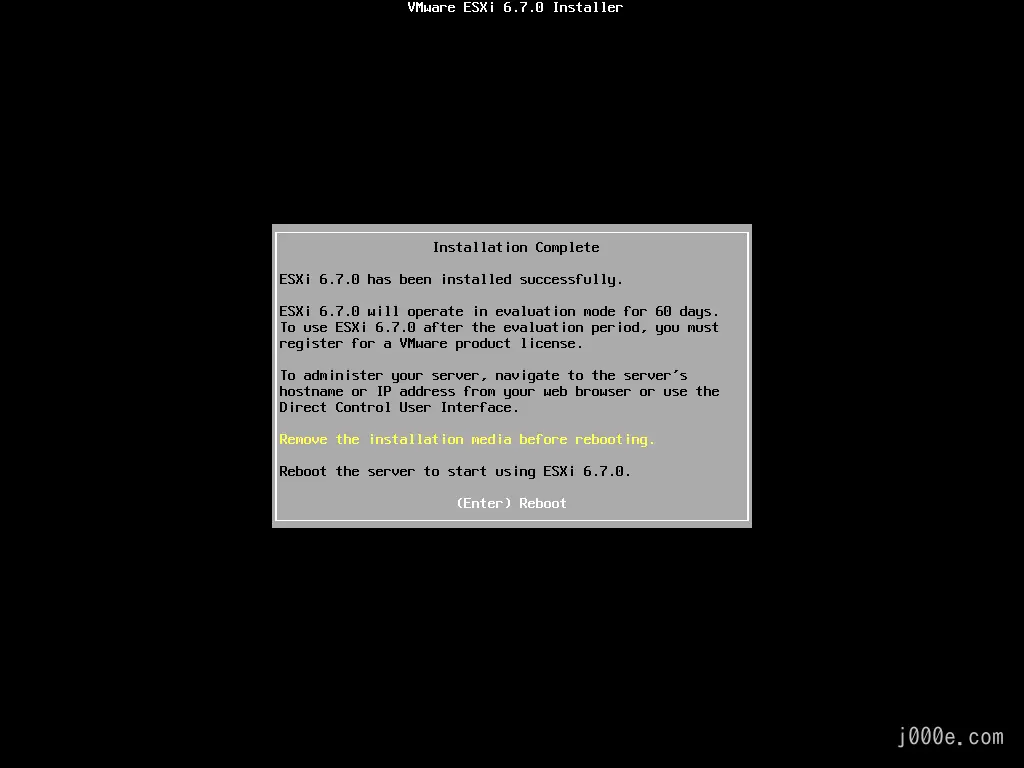 VMware ESXi 6.7.0 Installer
Installation Complete
ESXi 6.7.0 has been installed successfully.
ESXi 6.7.0 will operate in evaluation mode for 60 days.
To use ESXi 6.7.0 after the evaluation period, you must
register for a VMware product license.
To administer your server, navigate to the server's
hostname or IP address from your web browser or use the
Direct Control User Interface.
Remove the installation media before rebooting.
Reboot the server to start using ESXi 6.7.0.
(Enter) Reboot
j000e.com